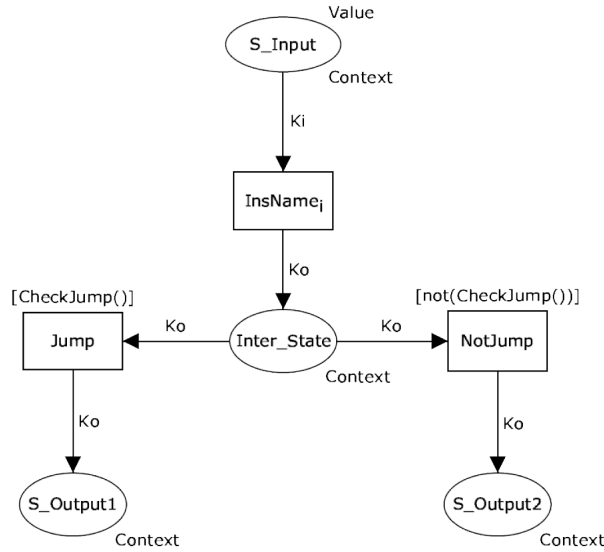 Value
S_Input
Context
Ki
InsNamei
Ko
[CheckJump()]
[not(CheckJump())]
Jump
Ko
Inter_State
Ko
NotJump
Context
Ko
Ko
S_Output1
S_Output2
Context
Context